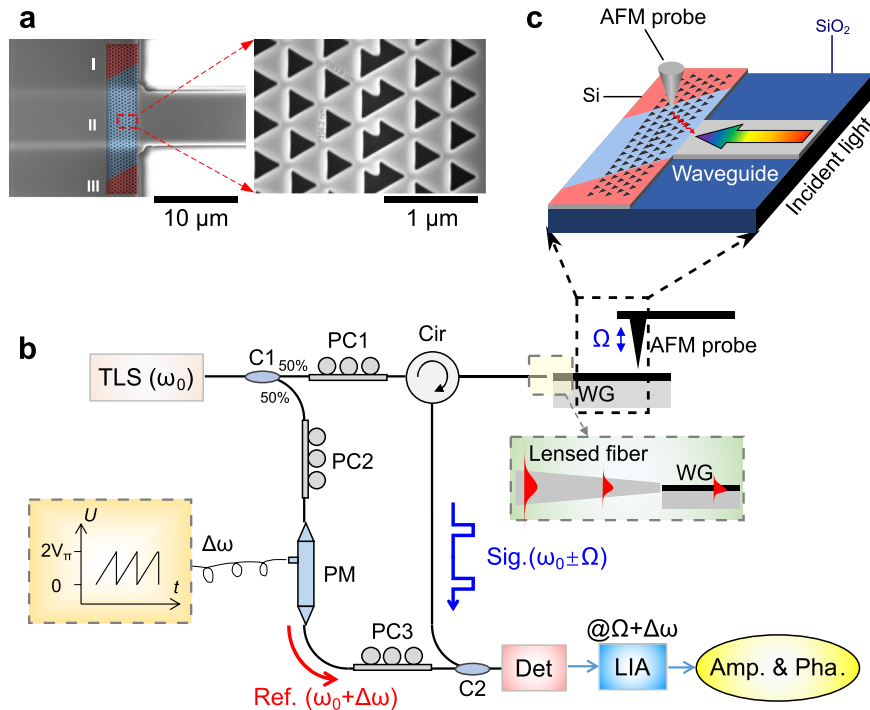 a
I
II
III
10 μm
1 μm
c
AFM probe
SiO₂
Si
Waveguide
Incident light
b
TLS (ω₀)
C1
50%
50%
PC1
Cir
Ω
AFM probe
WG
PC2
Lensed fiber
WG
U
2Vπ
0
t
Δω
PM
Sig.(ω₀±Ω)
PC3
Ref. (ω₀+Δω)
C2
Det
@Ω+Δω
LIA
Amp. & Pha.